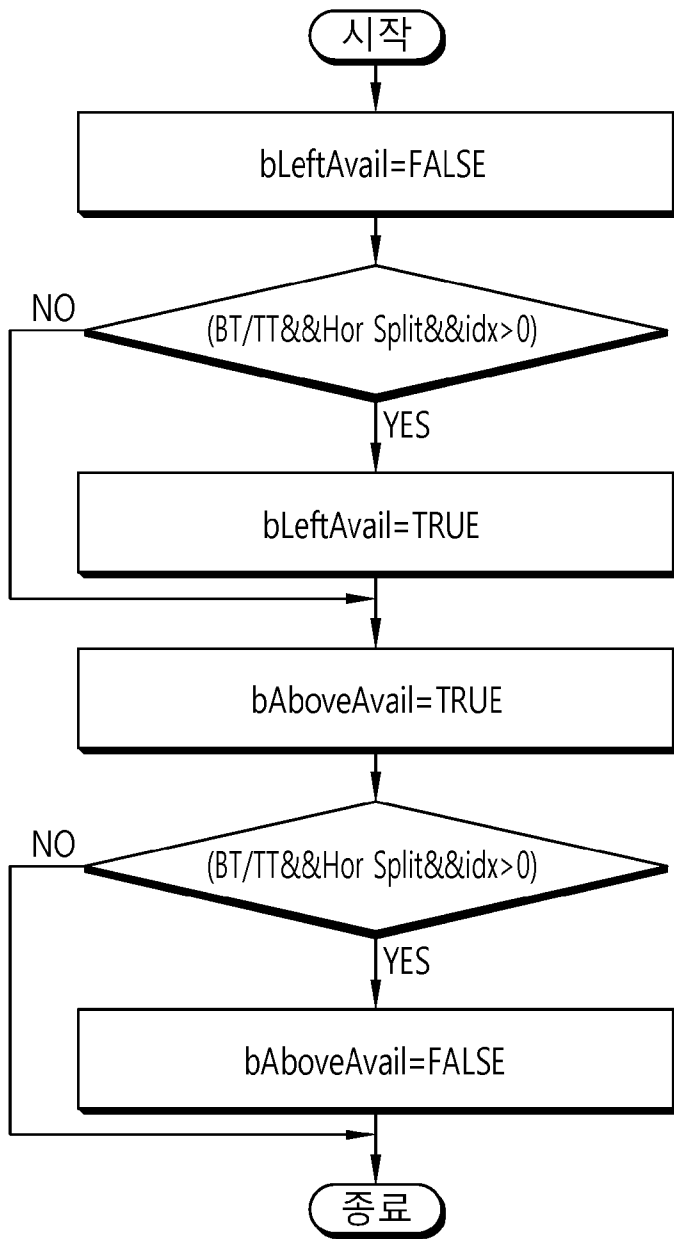 시작
bLeftAvail=FALSE
(BT/TT&&Hor Split&&idx>0)
NO
YES
bLeftAvail=TRUE
bAboveAvail=TRUE
(BT/TT&&Hor Split&&idx>0)
NO
YES
bAboveAvail=FALSE
종료